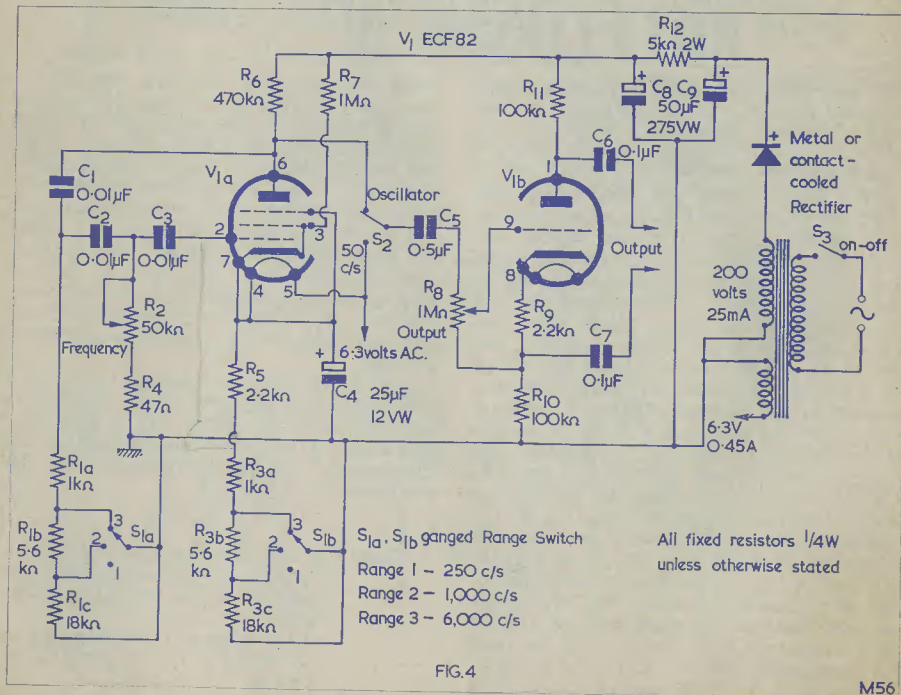 V1 ECF82
R6
470kΩ
R7
1MΩ
R11
100kΩ
R12
5kΩ 2W
C8 C9
50μF
275VW
Metal or
contact-
cooled
Rectifier
C1
0·01μF
C2
0·01μF
C3
0·01μF
V1a
6
2
7
3
4
5
Oscillator
S2
50
c/s
C5
0·5μF
V1b
1
9
8
C6
0·1μF
Output
S3
on-off
200
volts
25mA
R2
50kΩ
Frequency
R4
47Ω
R5
2·2kΩ
6·3volts A.C.
C4
25μF
12VW
R8
1MΩ
Output
R9
2·2kΩ
C7
0·1μF
R10
100kΩ
6·3V
0·45A
R1a
1kΩ
R1b
5·6
kΩ
R1c
18kΩ
3
2
1
S1a
R3a
1kΩ
R3b
5·6
kΩ
R3c
18kΩ
3
2
1
S1b
S1a, S1b ganged Range Switch
Range 1 – 250 c/s
Range 2 – 1,000 c/s
Range 3 – 6,000 c/s
All fixed resistors 1/4W
unless otherwise stated
FIG.4
M56